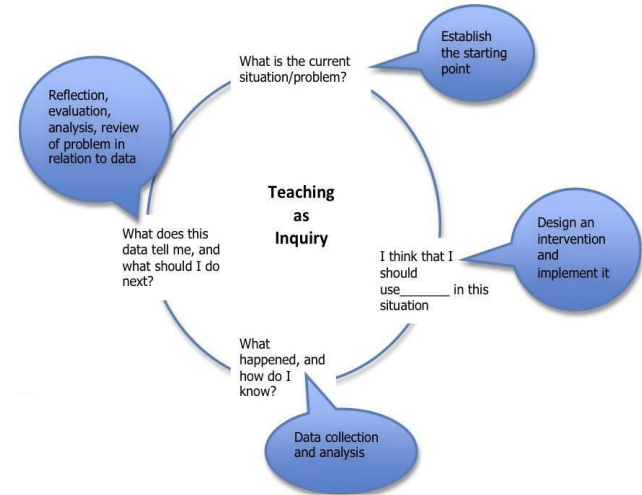 What is the current
situation/problem?
Establish
the starting
point
Reflection,
evaluation,
analysis, review
of problem in
relation to data
Teaching
as
Inquiry
Design an
intervention
and
implement it
I think that I
should
use_______ in this
situation
What does this
data tell me, and
what should I do
next?
What
happened, and
how do I
know?
Data collection
and analysis